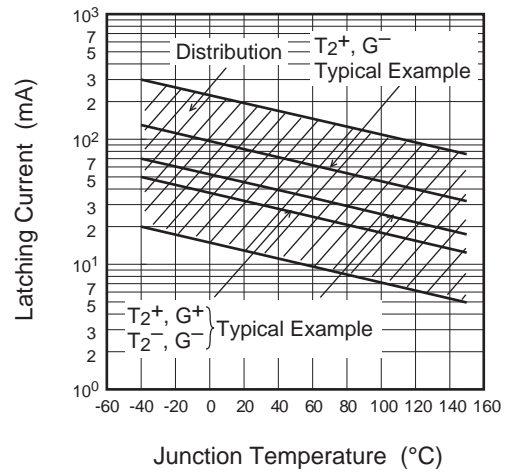 10³
7
5
3
2
10²
7
5
3
2
10¹
7
5
3
2
10⁰
Latching Current (mA)
Distribution
T₂⁺, G⁻
Typical Example
T₂⁺, G⁺
T₂⁻, G⁻
Typical Example
-60 -40 -20 0 20 40 60 80 100 120 140 160
Junction Temperature (°C)